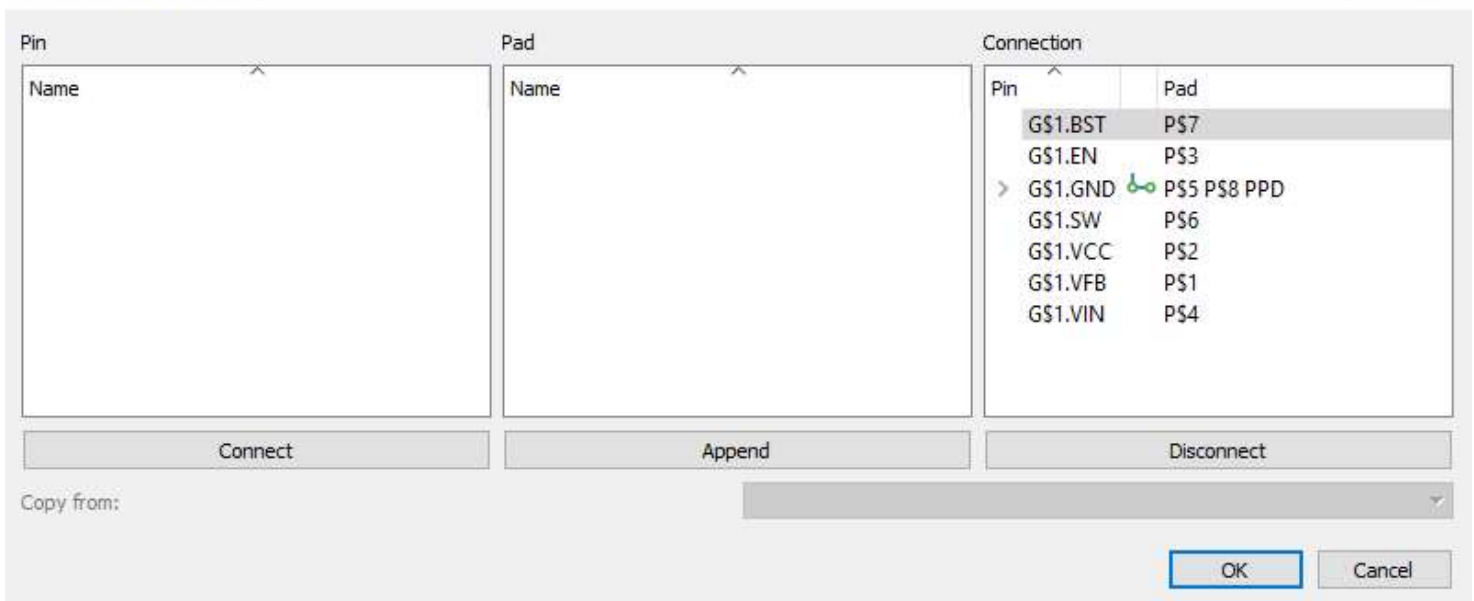 Pin Pad Connection
Name Name Pin Pad
G$1.BST P$7
G$1.EN P$3
G$1.GND P$5 P$8 PPD
G$1.SW P$6
G$1.VCC P$2
G$1.VFB P$1
G$1.VIN P$4
Connect Append Disconnect
Copy from:
OK Cancel